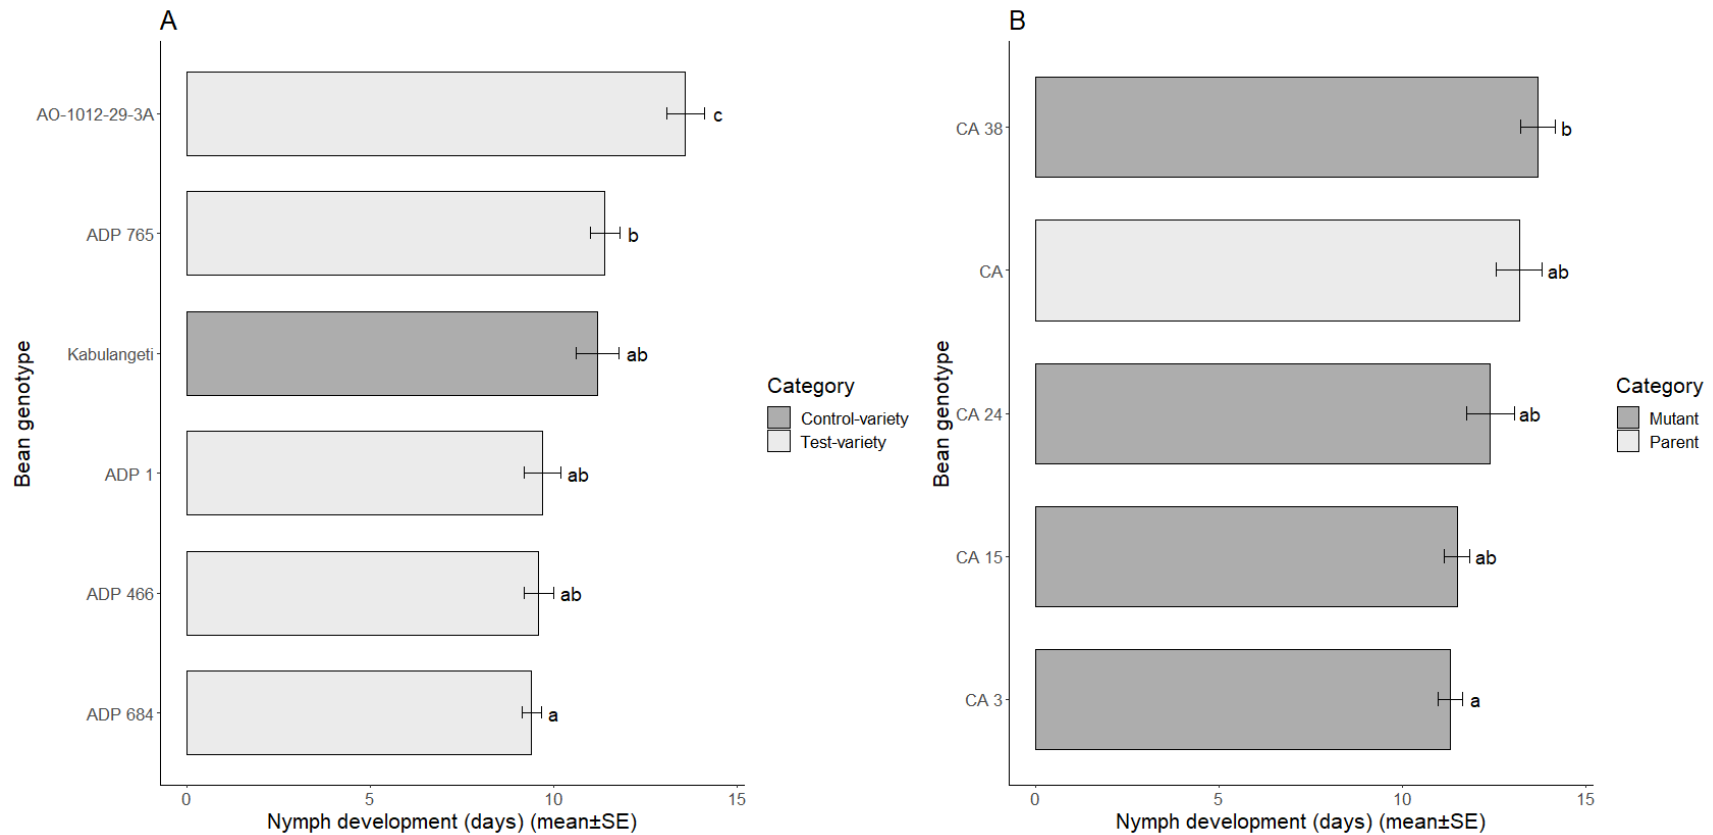 A
AO-1012-29-3A
c
ADP 765
b
Kabulangeti
ab
ADP 1
ab
ADP 466
ab
ADP 684
a
Bean genotype
0 5 10 15
Nymph development (days) (mean±SE)
Category
Control-variety
Test-variety
B
CA 38
b
CA
ab
CA 24
ab
CA 15
ab
CA 3
a
Bean genotype
0 5 10 15
Nymph development (days) (mean±SE)
Category
Mutant
Parent